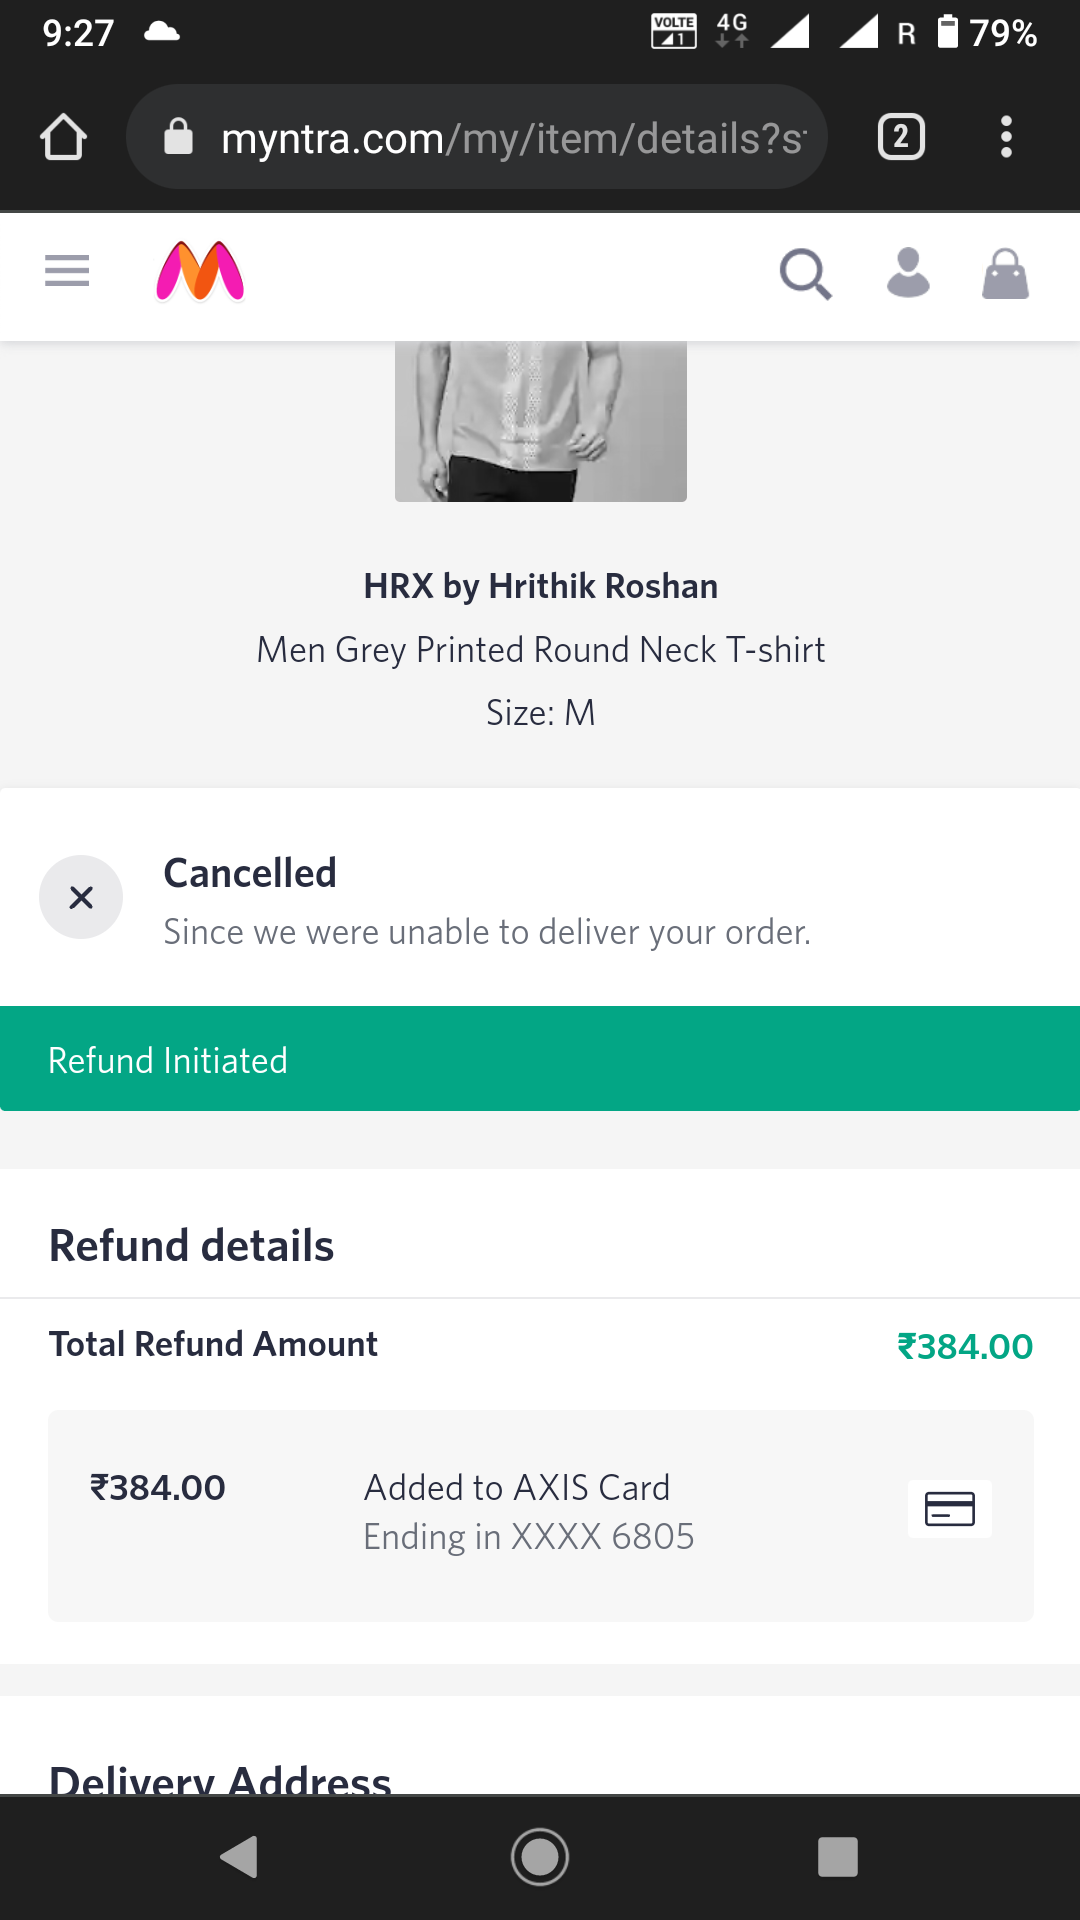 9:27 VOLTE 1 4G R 79%
myntra.com/my/item/details?s
2
HRX by Hrithik Roshan
Men Grey Printed Round Neck T-shirt
Size: M
Cancelled
Since we were unable to deliver your order.
Refund Initiated
Refund details
Total Refund Amount ₹384.00
₹384.00 Added to AXIS Card
Ending in XXXX 6805
Delivery Address